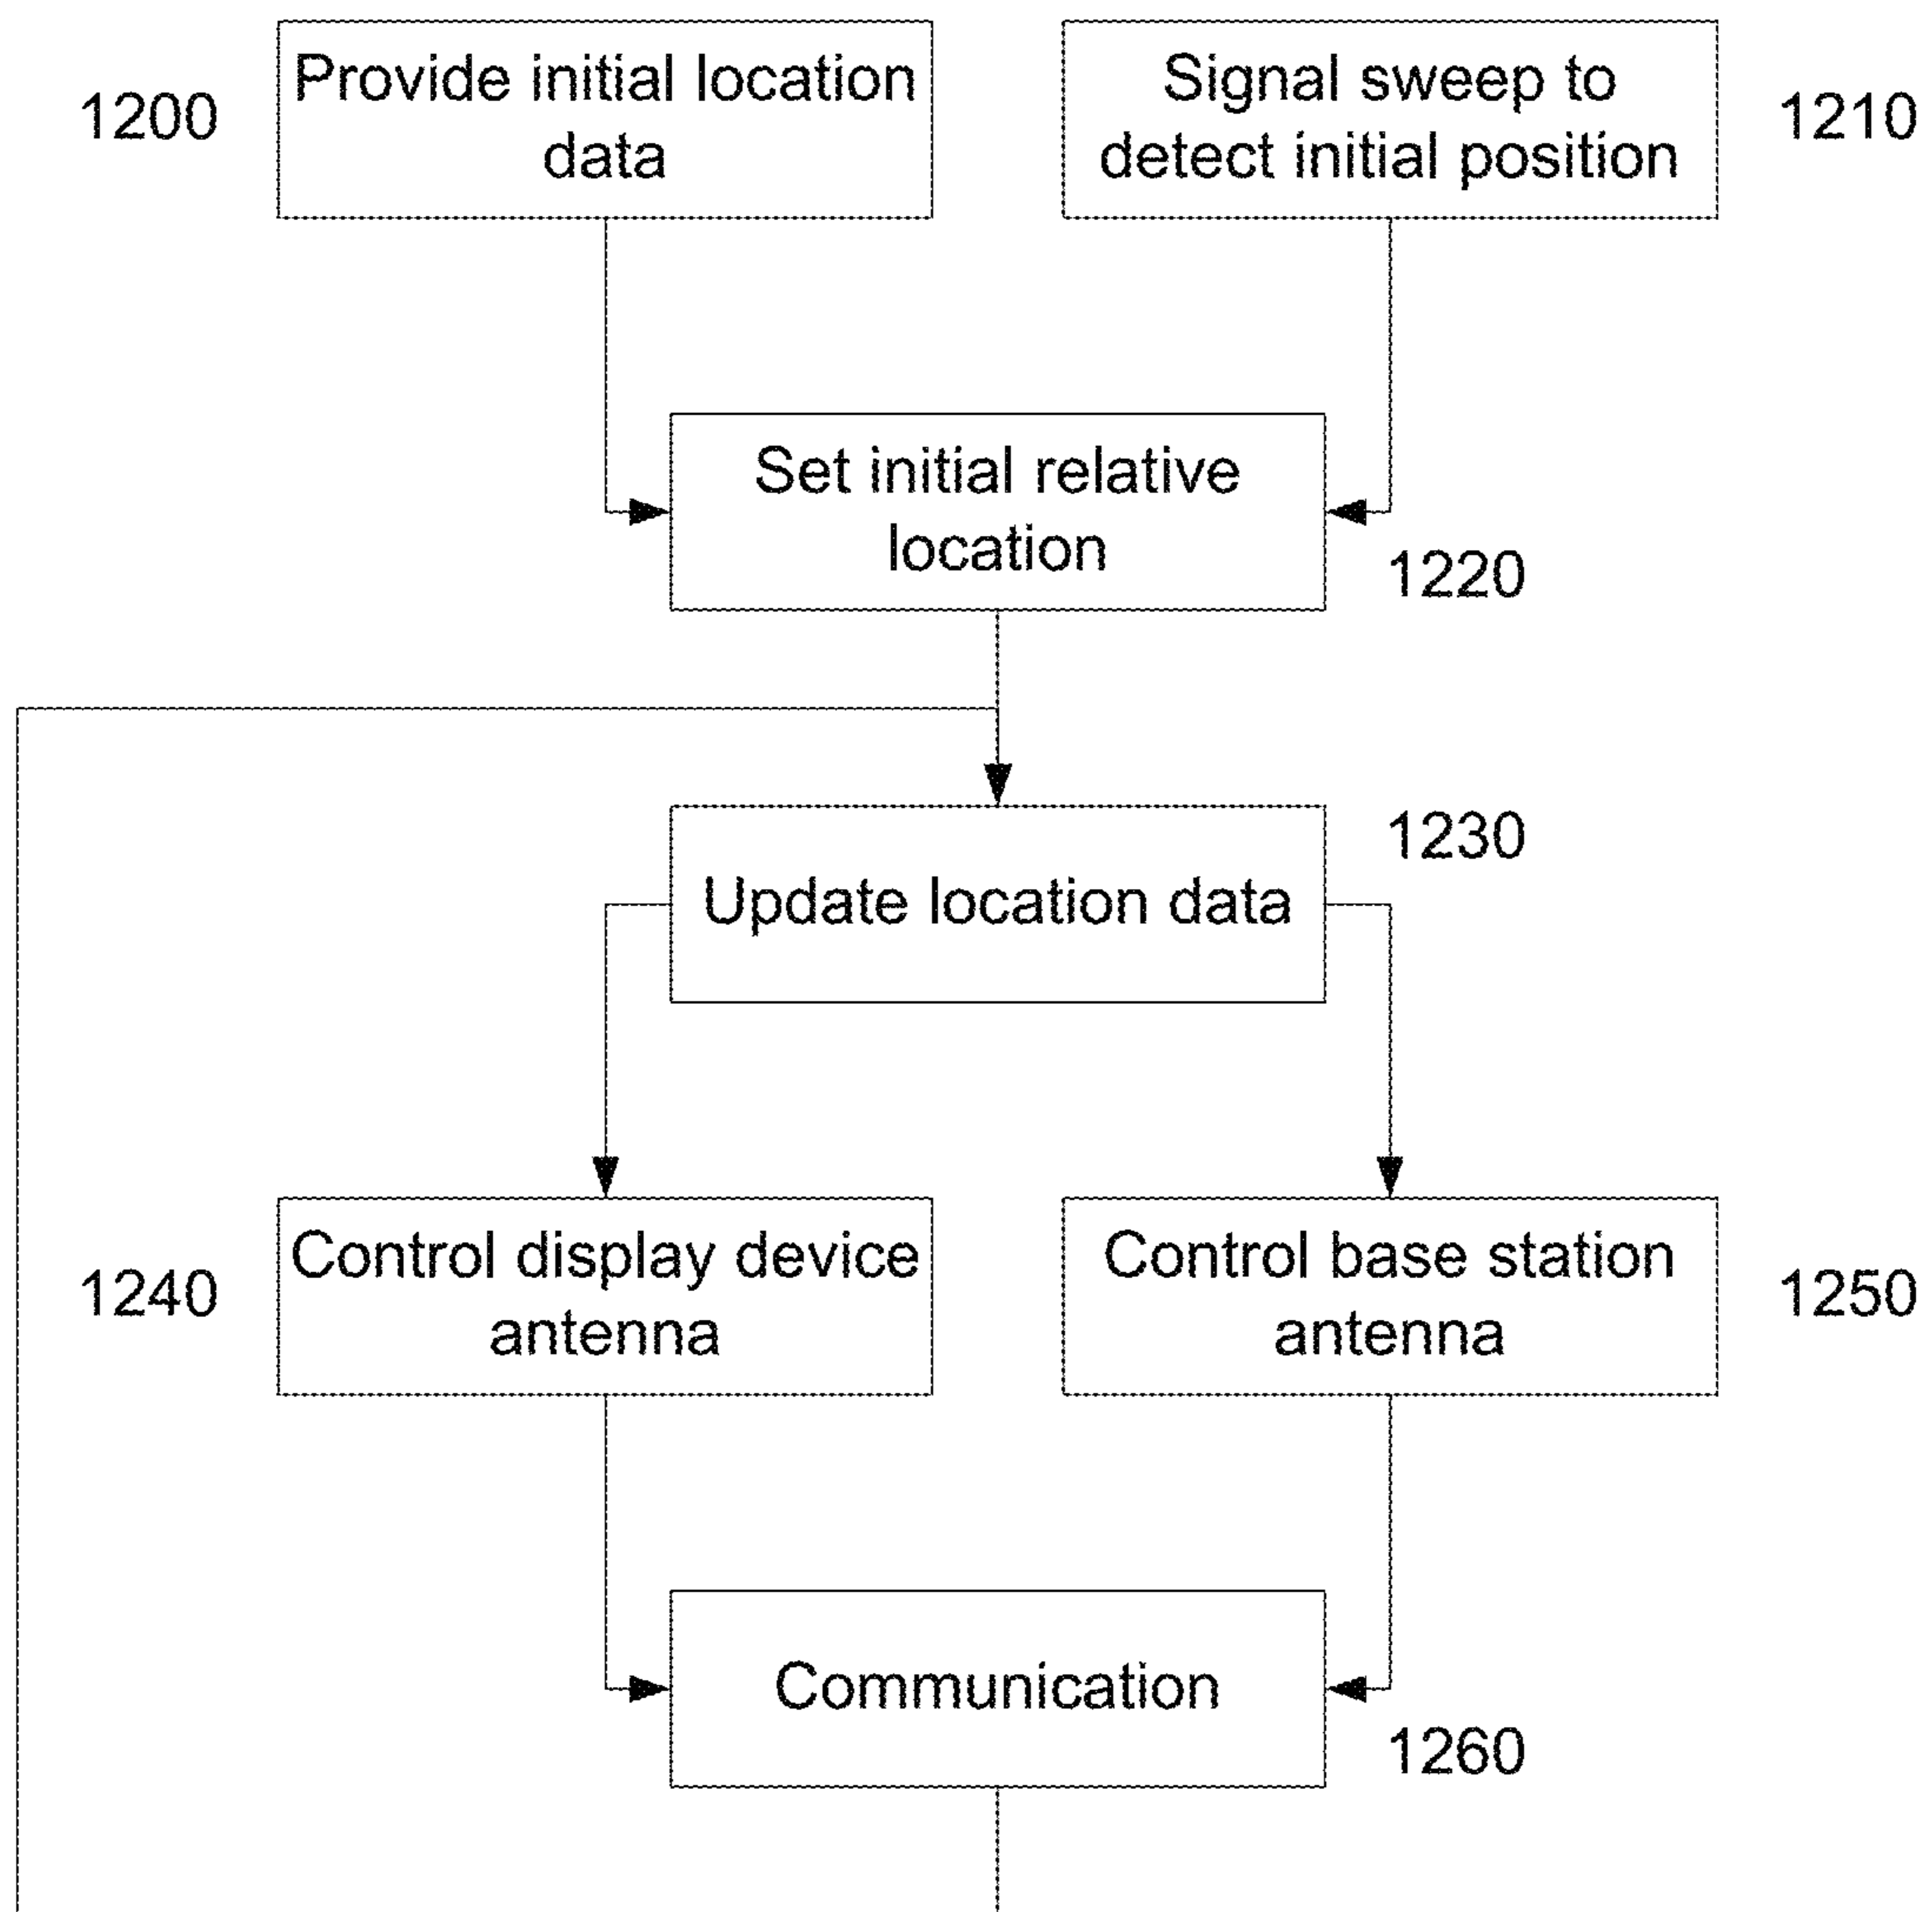 1200
Provide initial location
data
Signal sweep to
detect initial position
1210
Set initial relative
location
1220
1230
Update location data
1240
Control display device
antenna
Control base station
antenna
1250
Communication
1260